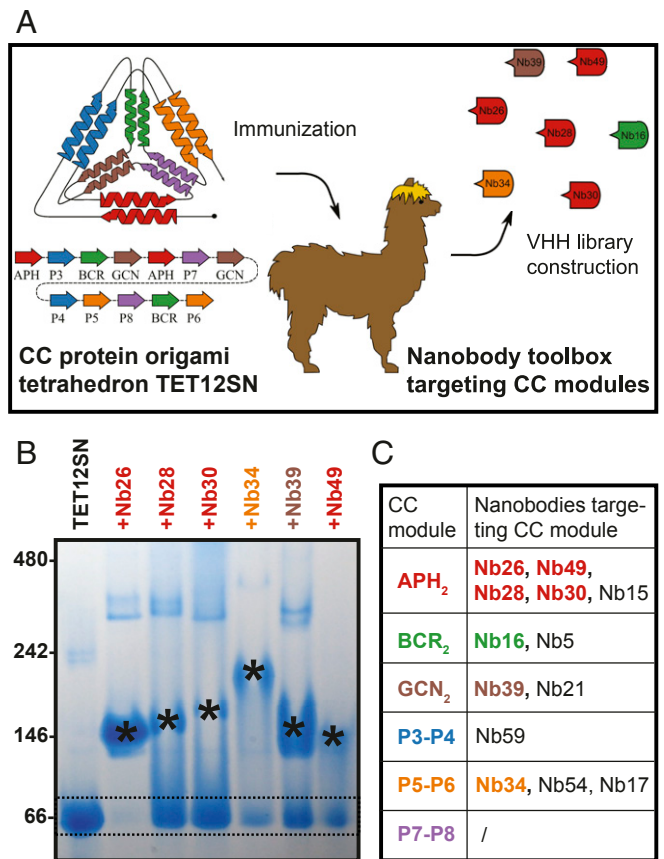 A
Immunization
Nb39
Nb49
Nb26
Nb28
Nb16
Nb34
Nb30
VHH library
construction
APH P3 BCR GCN APH P7 GCN
P4 P5 P8 BCR P6
CC protein origami
tetrahedron TET12SN
Nanobody toolbox
targeting CC modules
B
TET12SN
+Nb26
+Nb28
+Nb30
+Nb34
+Nb39
+Nb49
480
242
146
66
* * * * * *
C
CC
module
Nanobodies targe-
ting CC module
APH₂
Nb26, Nb49,
Nb28, Nb30, Nb15
BCR₂
Nb16, Nb5
GCN₂
Nb39, Nb21
P3-P4
Nb59
P5-P6
Nb34, Nb54, Nb17
P7-P8
/